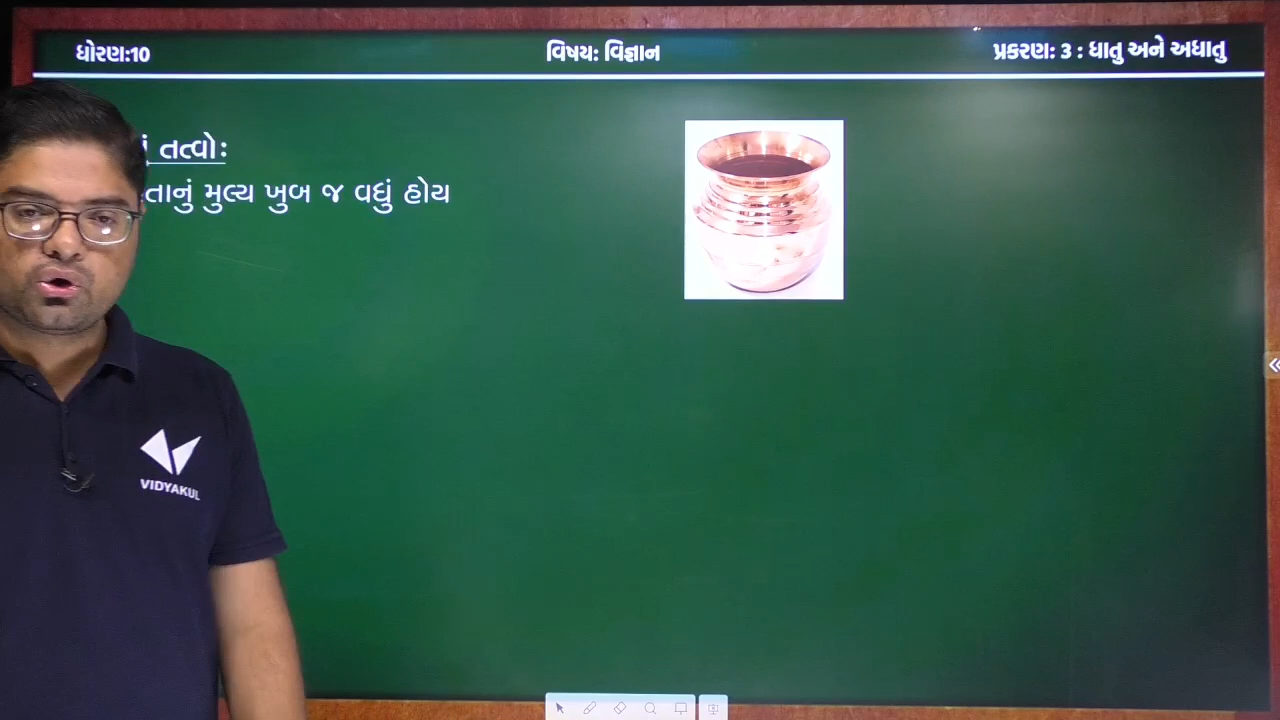 ધોરણ:10
વિષય: વિજ્ઞાન
પ્રકરણ: 3 : ધાતુ અને અધાતુ
તત્વો:
મુલ્ય ખુબ જ વધું હોય
VIDYAKUL